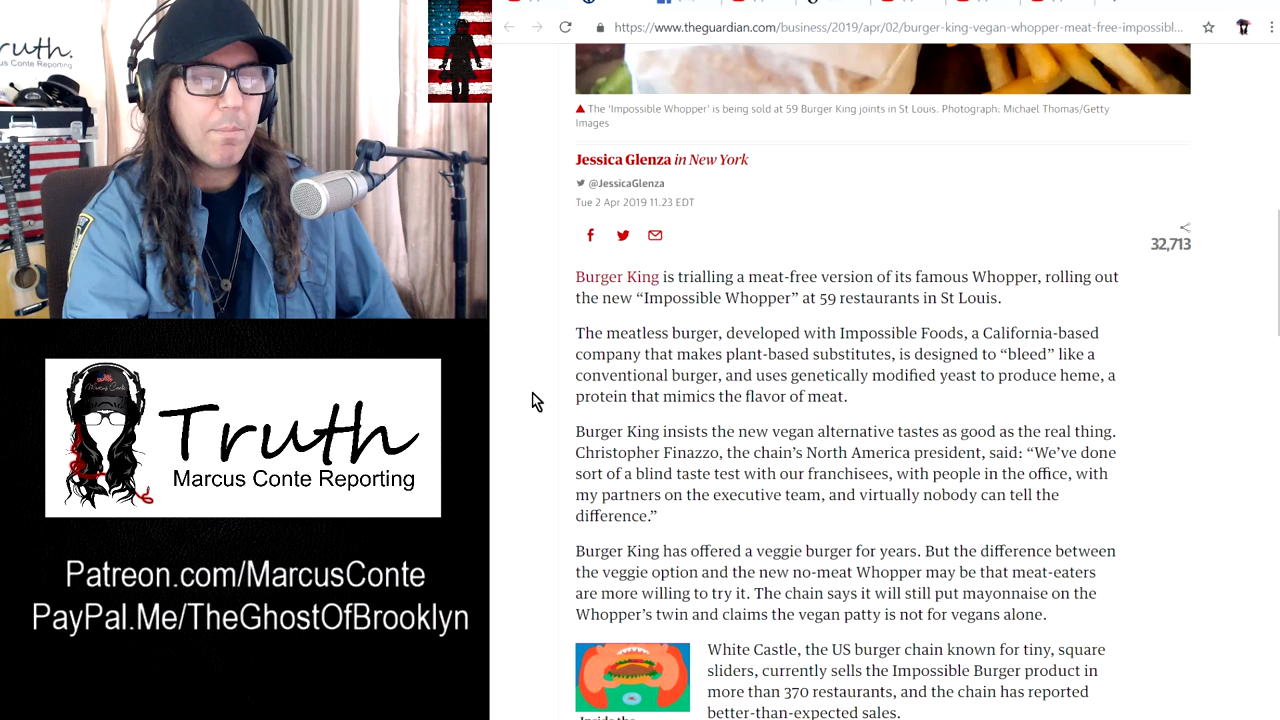 ruth.
us Conte Reporting
https://www.theguardian.com/business/2019/apr/02/burger-king-vegan-whopper-meat-free-impossibl...
The 'Impossible Whopper' is being sold at 59 Burger King joints in St Louis. Photograph: Michael Thomas/Getty
Images
Jessica Glenza in New York
@JessicaGlenza
Tue 2 Apr 2019 11.23 EDT
32,713
Burger King is trialling a meat-free version of its famous Whopper, rolling out
the new “Impossible Whopper” at 59 restaurants in St Louis.
The meatless burger, developed with Impossible Foods, a California-based
company that makes plant-based substitutes, is designed to “bleed” like a
conventional burger, and uses genetically modified yeast to produce heme, a
protein that mimics the flavor of meat.
Burger King insists the new vegan alternative tastes as good as the real thing.
Christopher Finazzo, the chain’s North America president, said: “We’ve done
sort of a blind taste test with our franchisees, with people in the office, with
my partners on the executive team, and virtually nobody can tell the
difference.”
Burger King has offered a veggie burger for years. But the difference between
the veggie option and the new no-meat Whopper may be that meat-eaters
are more willing to try it. The chain says it will still put mayonnaise on the
Whopper’s twin and claims the vegan patty is not for vegans alone.
White Castle, the US burger chain known for tiny, square
sliders, currently sells the Impossible Burger product in
more than 370 restaurants, and the chain has reported
better-than-expected sales.
Inside the
Marcus Conte
Truth
Marcus Conte Reporting
Patreon.com/MarcusConte
PayPal.Me/TheGhostOfBrooklyn